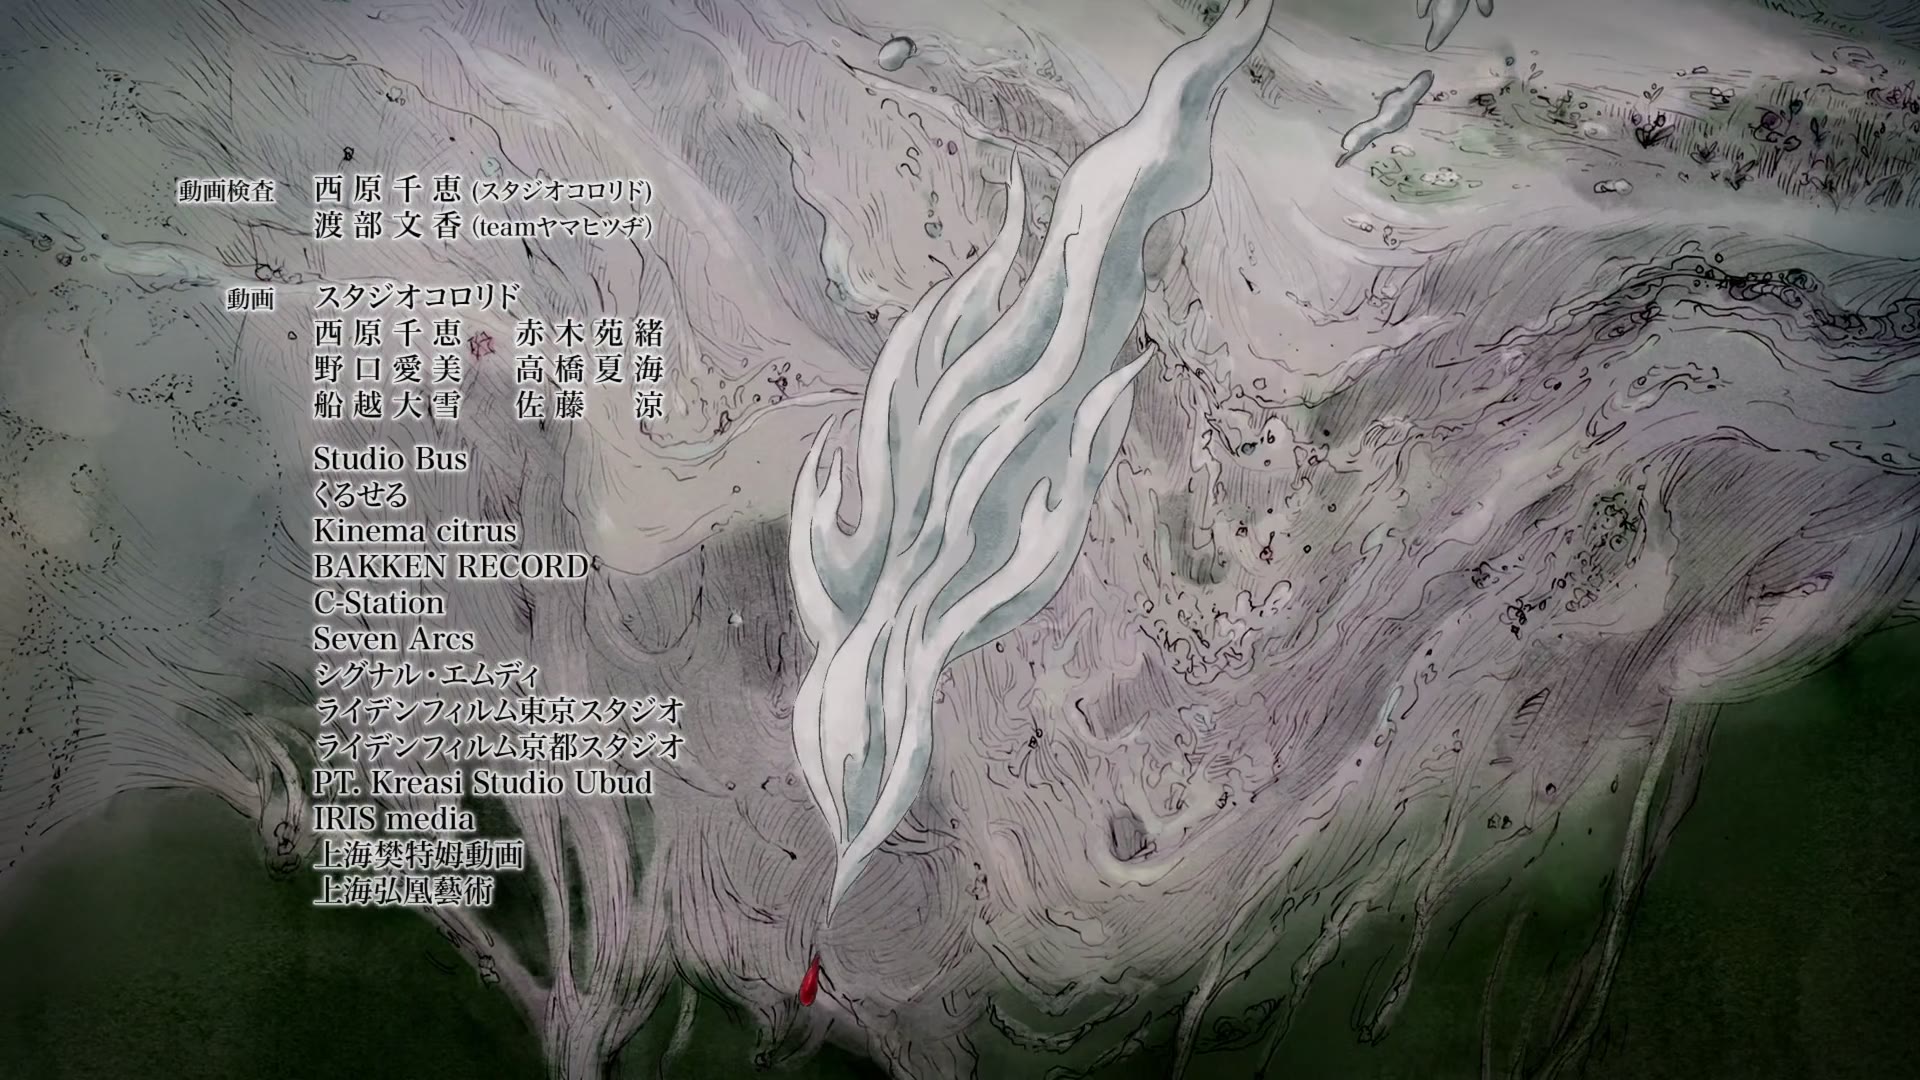 動画検査 西原千恵 (スタジオコロリド)
渡部文香 (teamヤマヒツヂ)
動画 スタジオコロリド
西原千恵 赤木苑緒
野口愛美 高橋夏海
船越大雪 佐藤 涼
Studio Bus
くるせる
Kinema citrus
BAKKEN RECORD
C-Station
Seven Arcs
シグナル・エムディ
ライデンフィルム東京スタジオ
ライデンフィルム京都スタジオ
PT. Kreasi Studio Ubud
IRIS media
上海樊特姆動画
上海弘凰藝術